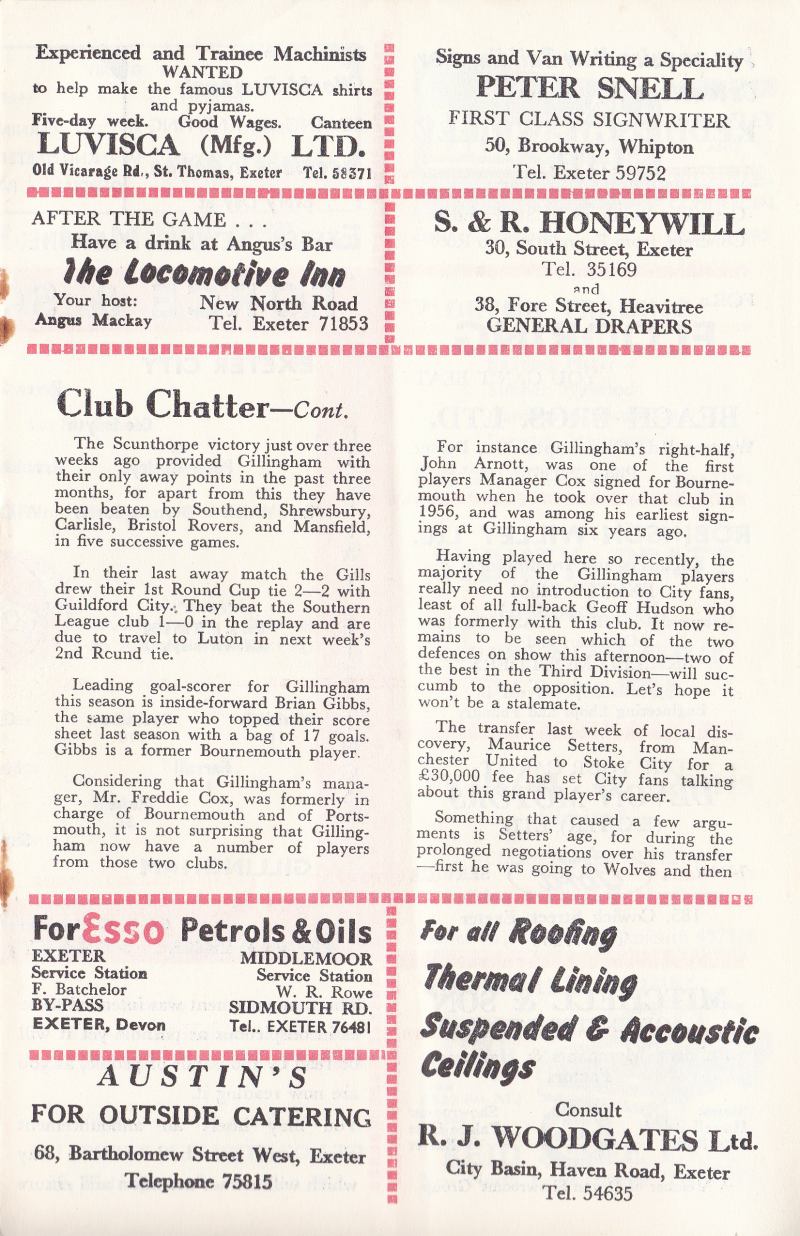 Experienced and Trainee Machinists
WANTED
to help make the famous LUVISCA shirts
and pyjamas.
Five-day week. Good Wages. Canteen
LUVISCA (Mfg.) LTD.
Old Vicarage Rd., St. Thomas, Exeter Tel. 58371
Signs and Van Writing a Speciality
PETER SNELL
FIRST CLASS SIGNWRITER
50, Brookway, Whipton
Tel. Exeter 59752
AFTER THE GAME . . .
Have a drink at Angus's Bar
The Locomotive Inn
Your host: New North Road
Angus Mackay Tel. Exeter 71853
S. & R. HONEYWILL
30, South Street, Exeter
Tel. 35169
and
38, Fore Street, Heavitree
GENERAL DRAPERS
Club Chatter—Cont.
The Scunthorpe victory just over three
weeks ago provided Gillingham with
their only away points in the past three
months, for apart from this they have
been beaten by Southend, Shrewsbury,
Carlisle, Bristol Rovers, and Mansfield,
in five successive games.
In their last away match the Gills
drew their 1st Round Cup tie 2—2 with
Guildford City. They beat the Southern
League club 1—0 in the replay and are
due to travel to Luton in next week's
2nd Round tie.
Leading goal-scorer for Gillingham
this season is inside-forward Brian Gibbs,
the same player who topped their score
sheet last season with a bag of 17 goals.
Gibbs is a former Bournemouth player.
Considering that Gillingham's mana-
ger, Mr. Freddie Cox, was formerly in
charge of Bournemouth and of Ports-
mouth, it is not surprising that Gilling-
ham now have a number of players
from those two clubs.
For instance Gillingham's right-half,
John Arnott, was one of the first
players Manager Cox signed for Bourne-
mouth when he took over that club in
1956, and was among his earliest sign-
ings at Gillingham six years ago.
Having played here so recently, the
majority of the Gillingham players
really need no introduction to City fans,
least of all full-back Geoff Hudson who
was formerly with this club. It now re-
mains to be seen which of the two
defences on show this afternoon—two of
the best in the Third Division—will suc-
cumb to the opposition. Let's hope it
won't be a stalemate.
The transfer last week of local dis-
covery, Maurice Setters, from Man-
chester United to Stoke City for a
£30,000 fee has set City fans talking
about this grand player's career.
Something that caused a few argu-
ments is Setters' age, for during the
prolonged negotiations over his transfer
—first he was going to Wolves and then
For Esso Petrols & Oils
EXETER MIDDLEMOOR
Service Station Service Station
F. Batchelor W. R. Rowe
BY-PASS SIDMOUTH RD.
EXETER, Devon Tel.. EXETER 76481
AUSTIN'S
FOR OUTSIDE CATERING
68, Bartholomew Street West, Exeter
Telephone 75815
For all Roofing
Thermal Lining
Suspended & Accoustic
Ceilings
Consult
R. J. WOODGATES Ltd.
City Basin, Haven Road, Exeter
Tel. 54635